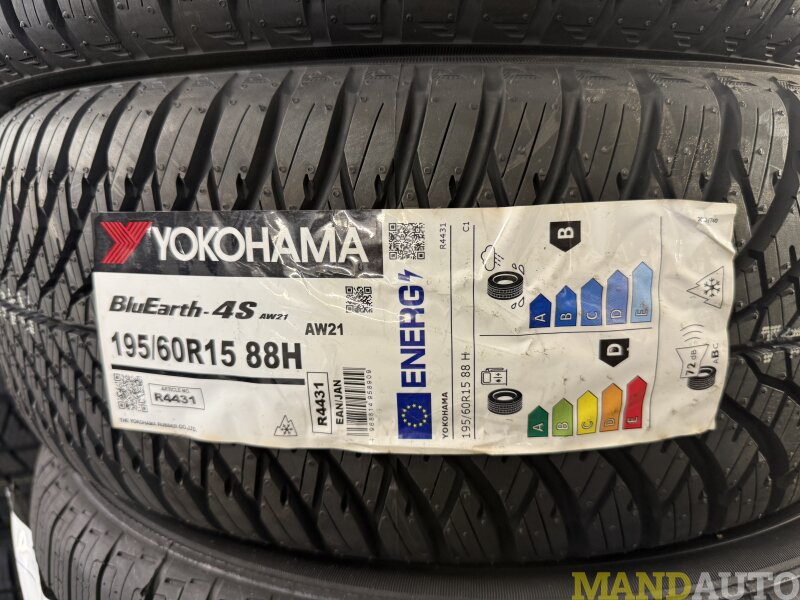 YOKOHAMA
BluEarth-4S AW21
AW21
195/60R15 88H
ARTICLE NO.
R4431
THE YOKOHAMA RUBBER CO.,LTD.
R4431
EAN/JAN
ENERG
YOKOHAMA
195/60R15 88 H
R4431
C1
B
A B C D E
D
A B C D E
72 dB
ABC
MANDAUTO